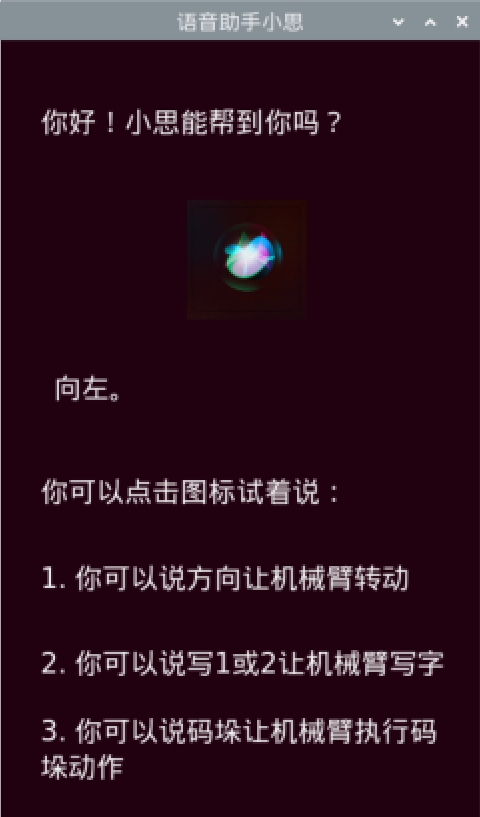 语音助手小思
你好！小思能帮到你吗？
向左。
你可以点击图标试着说：
1. 你可以说方向让机械臂转动
2. 你可以说写1或2让机械臂写字
3. 你可以说码垛让机械臂执行码
垛动作